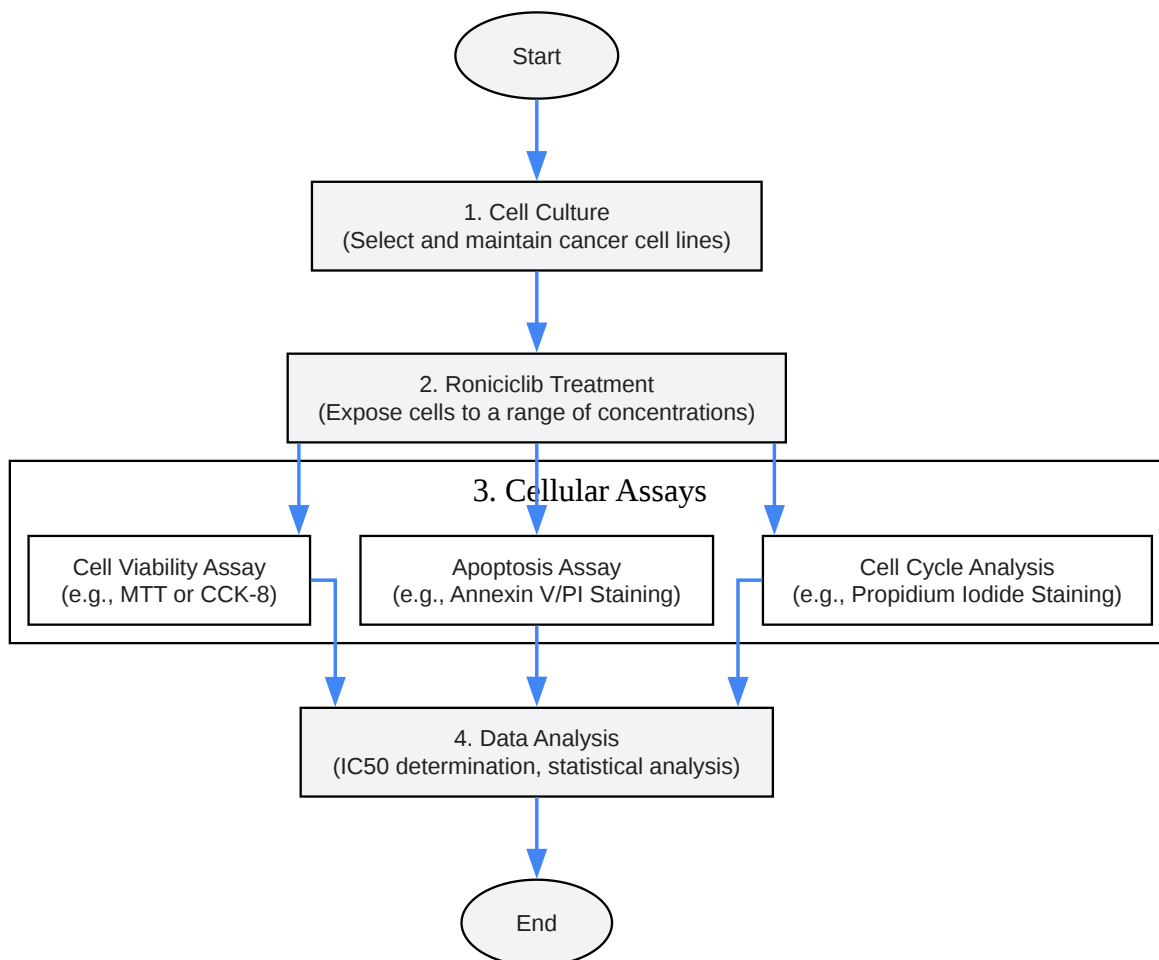 Start
1. Cell Culture
(Select and maintain cancer cell lines)
2. Roniciclib Treatment
(Expose cells to a range of concentrations)
3. Cellular Assays
Cell Viability Assay
(e.g., MTT or CCK-8)
Apoptosis Assay
(e.g., Annexin V/PI Staining)
Cell Cycle Analysis
(e.g., Propidium Iodide Staining)
4. Data Analysis
(IC50 determination, statistical analysis)
End